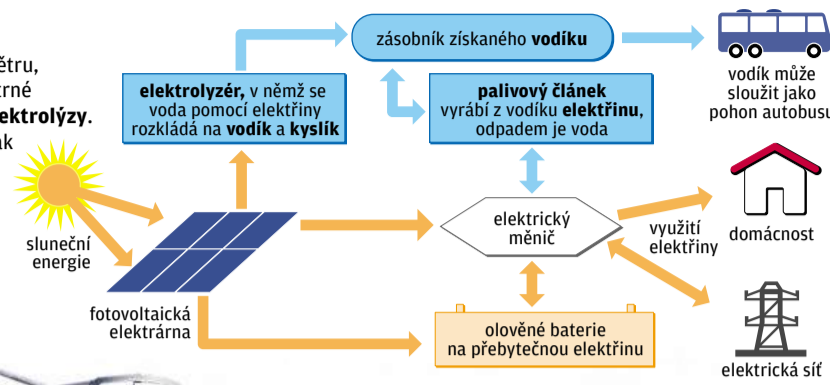 ětru,
trné
ektrolýzy.
ak
zásobník získaného vodíku
elektrolyzér, v němž se
voda pomocí elektřiny
rozkládá na vodík a kyslík
palivový článek
vyrábí z vodíku elektřinu,
odpadem je voda
vodík může
sloužit jako
pohon autobusu
sluneční
energie
elektrický
měnič
využití
elektřiny
domácnost
fotovoltaická
elektrárna
olověné baterie
na přebytečnou elektřinu
elektrická síť